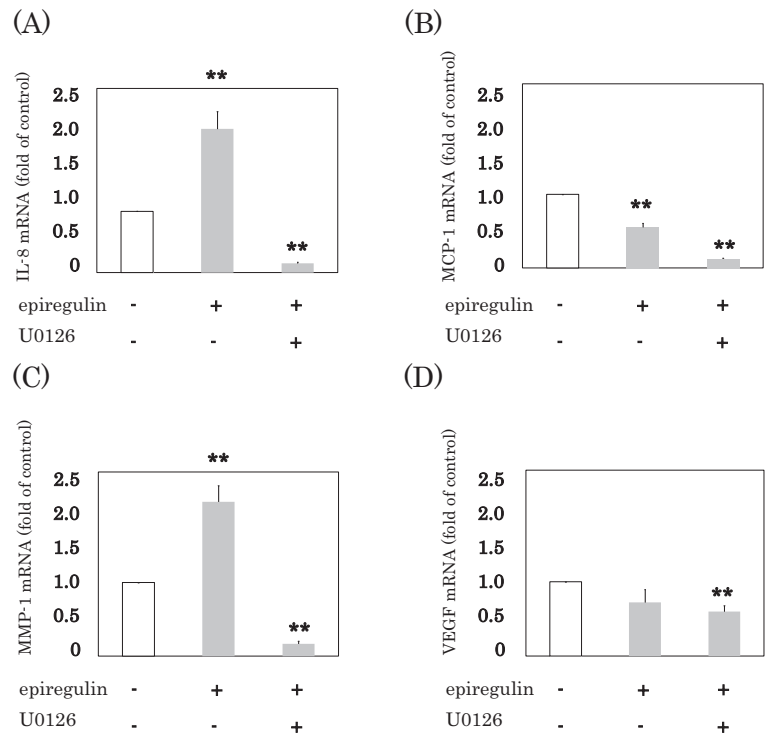 (A)
IL-8 mRNA (fold of control)
2.5
2.0
1.5
1.0
0.5
0
**
**
epiregulin - + +
U0126 - - +
(B)
MCP-1 mRNA (fold of control)
2.5
2.0
1.5
1.0
0.5
0
**
**
epiregulin - + +
U0126 - - +
(C)
MMP-1 mRNA (fold of control)
2.5
2.0
1.5
1.0
0.5
0
**
**
epiregulin - + +
U0126 - - +
(D)
VEGF mRNA (fold of control)
2.5
2.0
1.5
1.0
0.5
0
**
epiregulin - + +
U0126 - - +